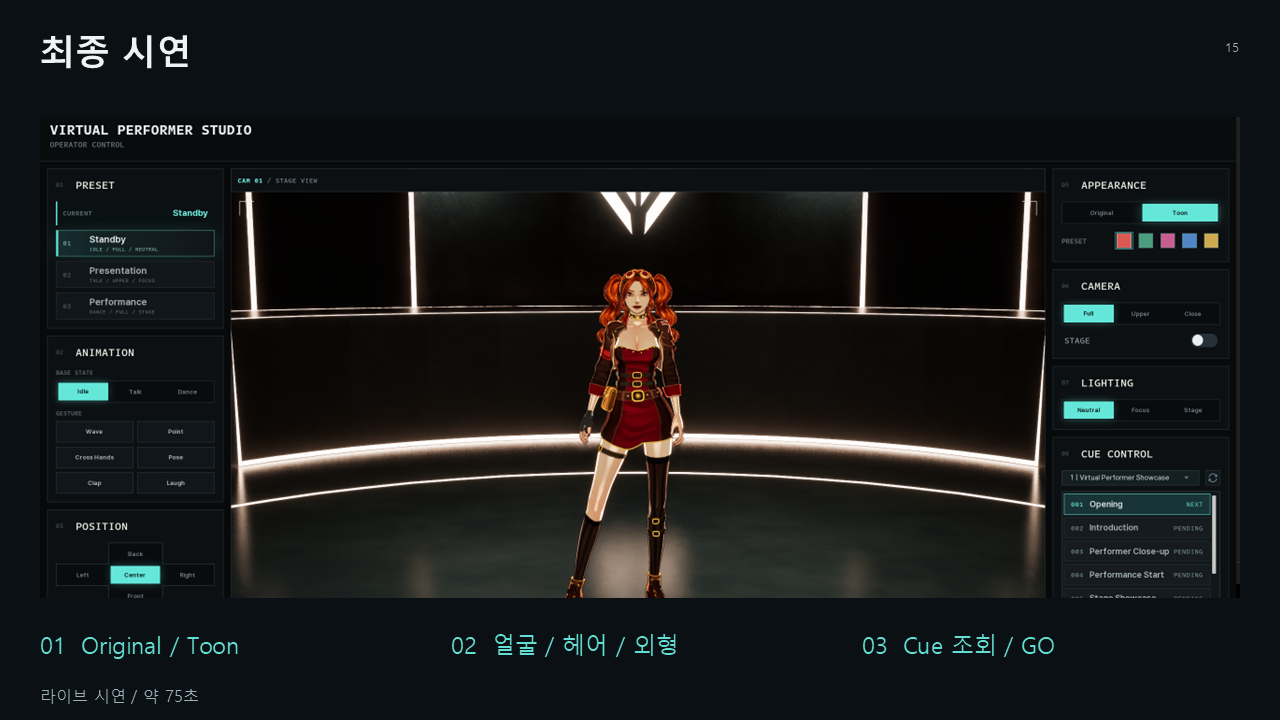 최종 시연
15
VIRTUAL PERFORMER STUDIO
OPERATOR CONTROL
01 PRESET
CURRENT Standby
01 Standby
IDLE / FULL / NEUTRAL
02 Presentation
TALK / UPPER / FOCUS
03 Performance
DANCE / FULL / STAGE
02 ANIMATION
BASE STATE
Idle Talk Dance
GESTURE
Wave Point
Cross Hands Pose
Clap Laugh
POSITION
Back
Left Center Right
Front
CAM 01 / STAGE VIEW
APPEARANCE
Original Toon
PRESET
CAMERA
Full Upper Close
STAGE
LIGHTING
Neutral Focus Stage
CUE CONTROL
1 | Virtual Performer Showcase
001 Opening NEXT
002 Introduction PENDING
003 Performer Close-up PENDING
004 Performance Start PENDING
Stage Showcase
01 Original / Toon
02 얼굴 / 헤어 / 외형
03 Cue 조회 / GO
라이브 시연 / 약 75초